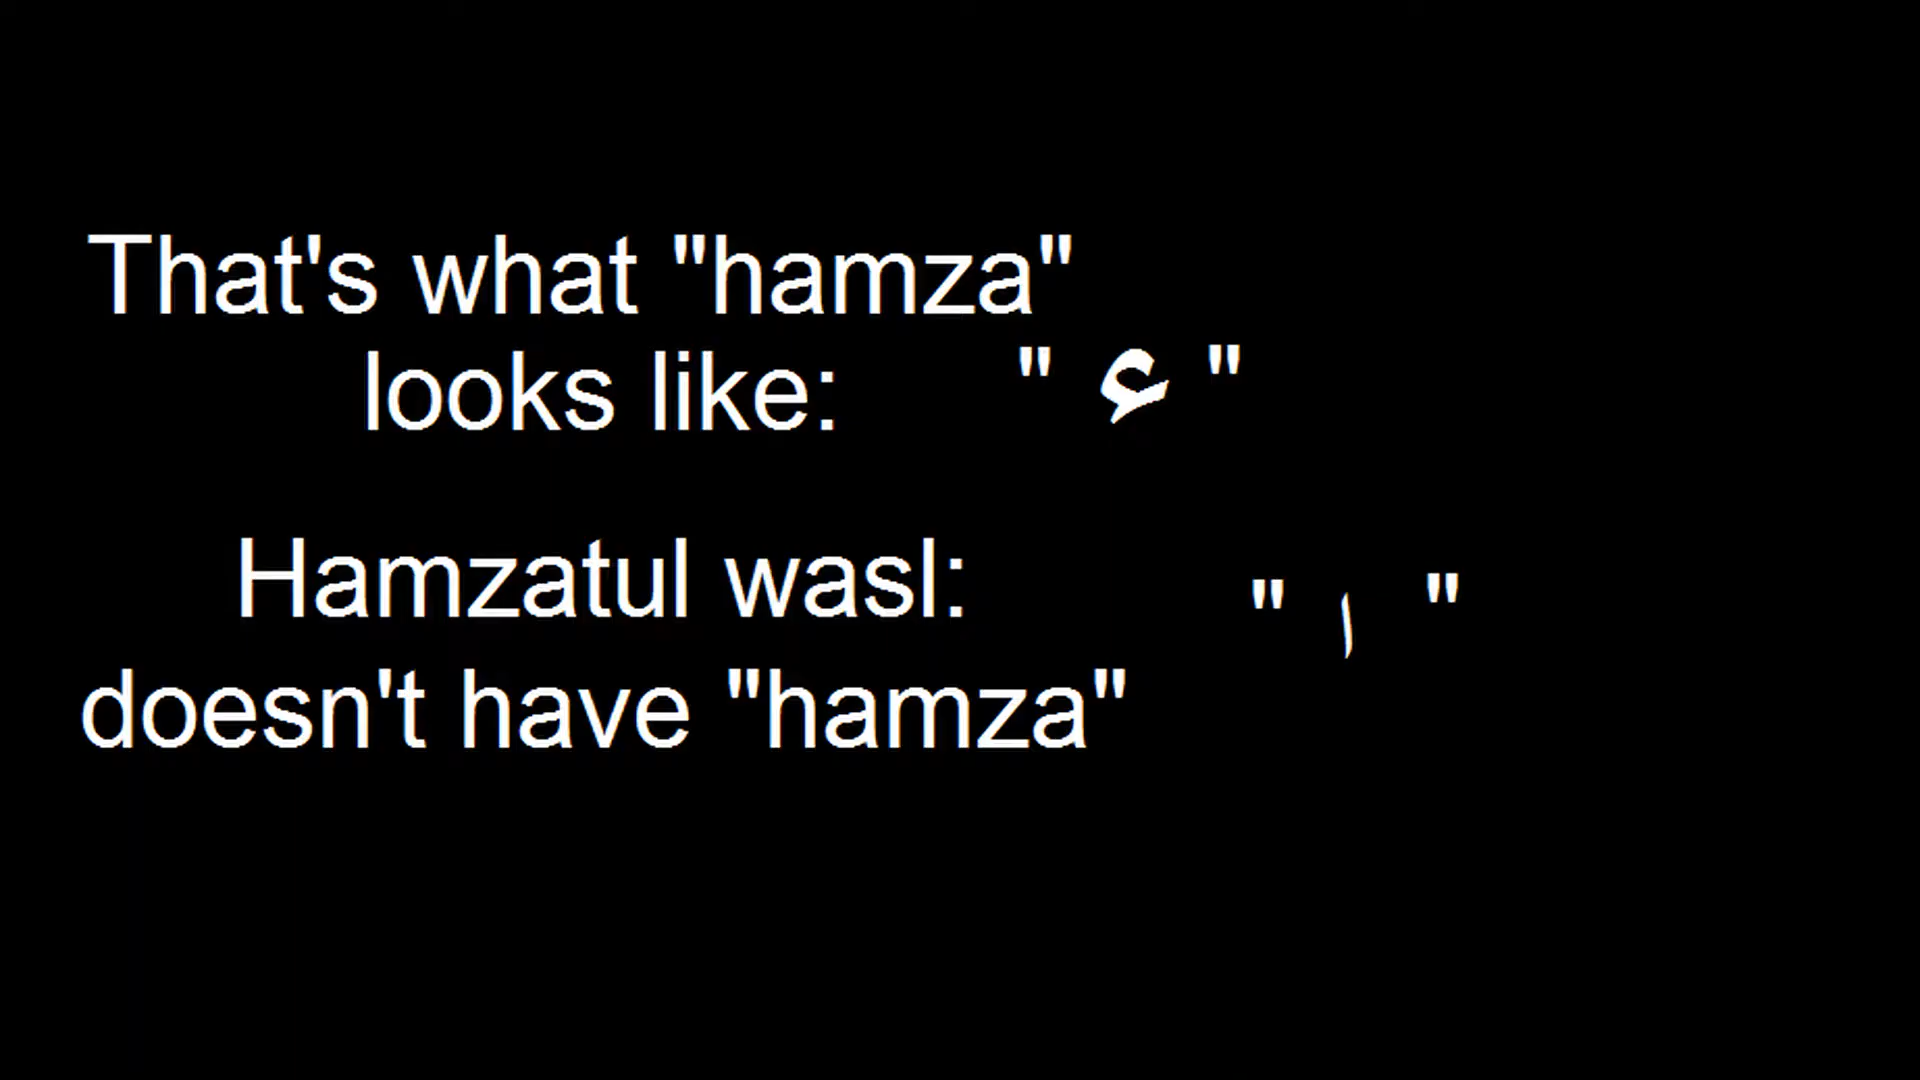 That's what "hamza"
looks like: " ء "
Hamzatul wasl: " ا "
doesn't have "hamza"